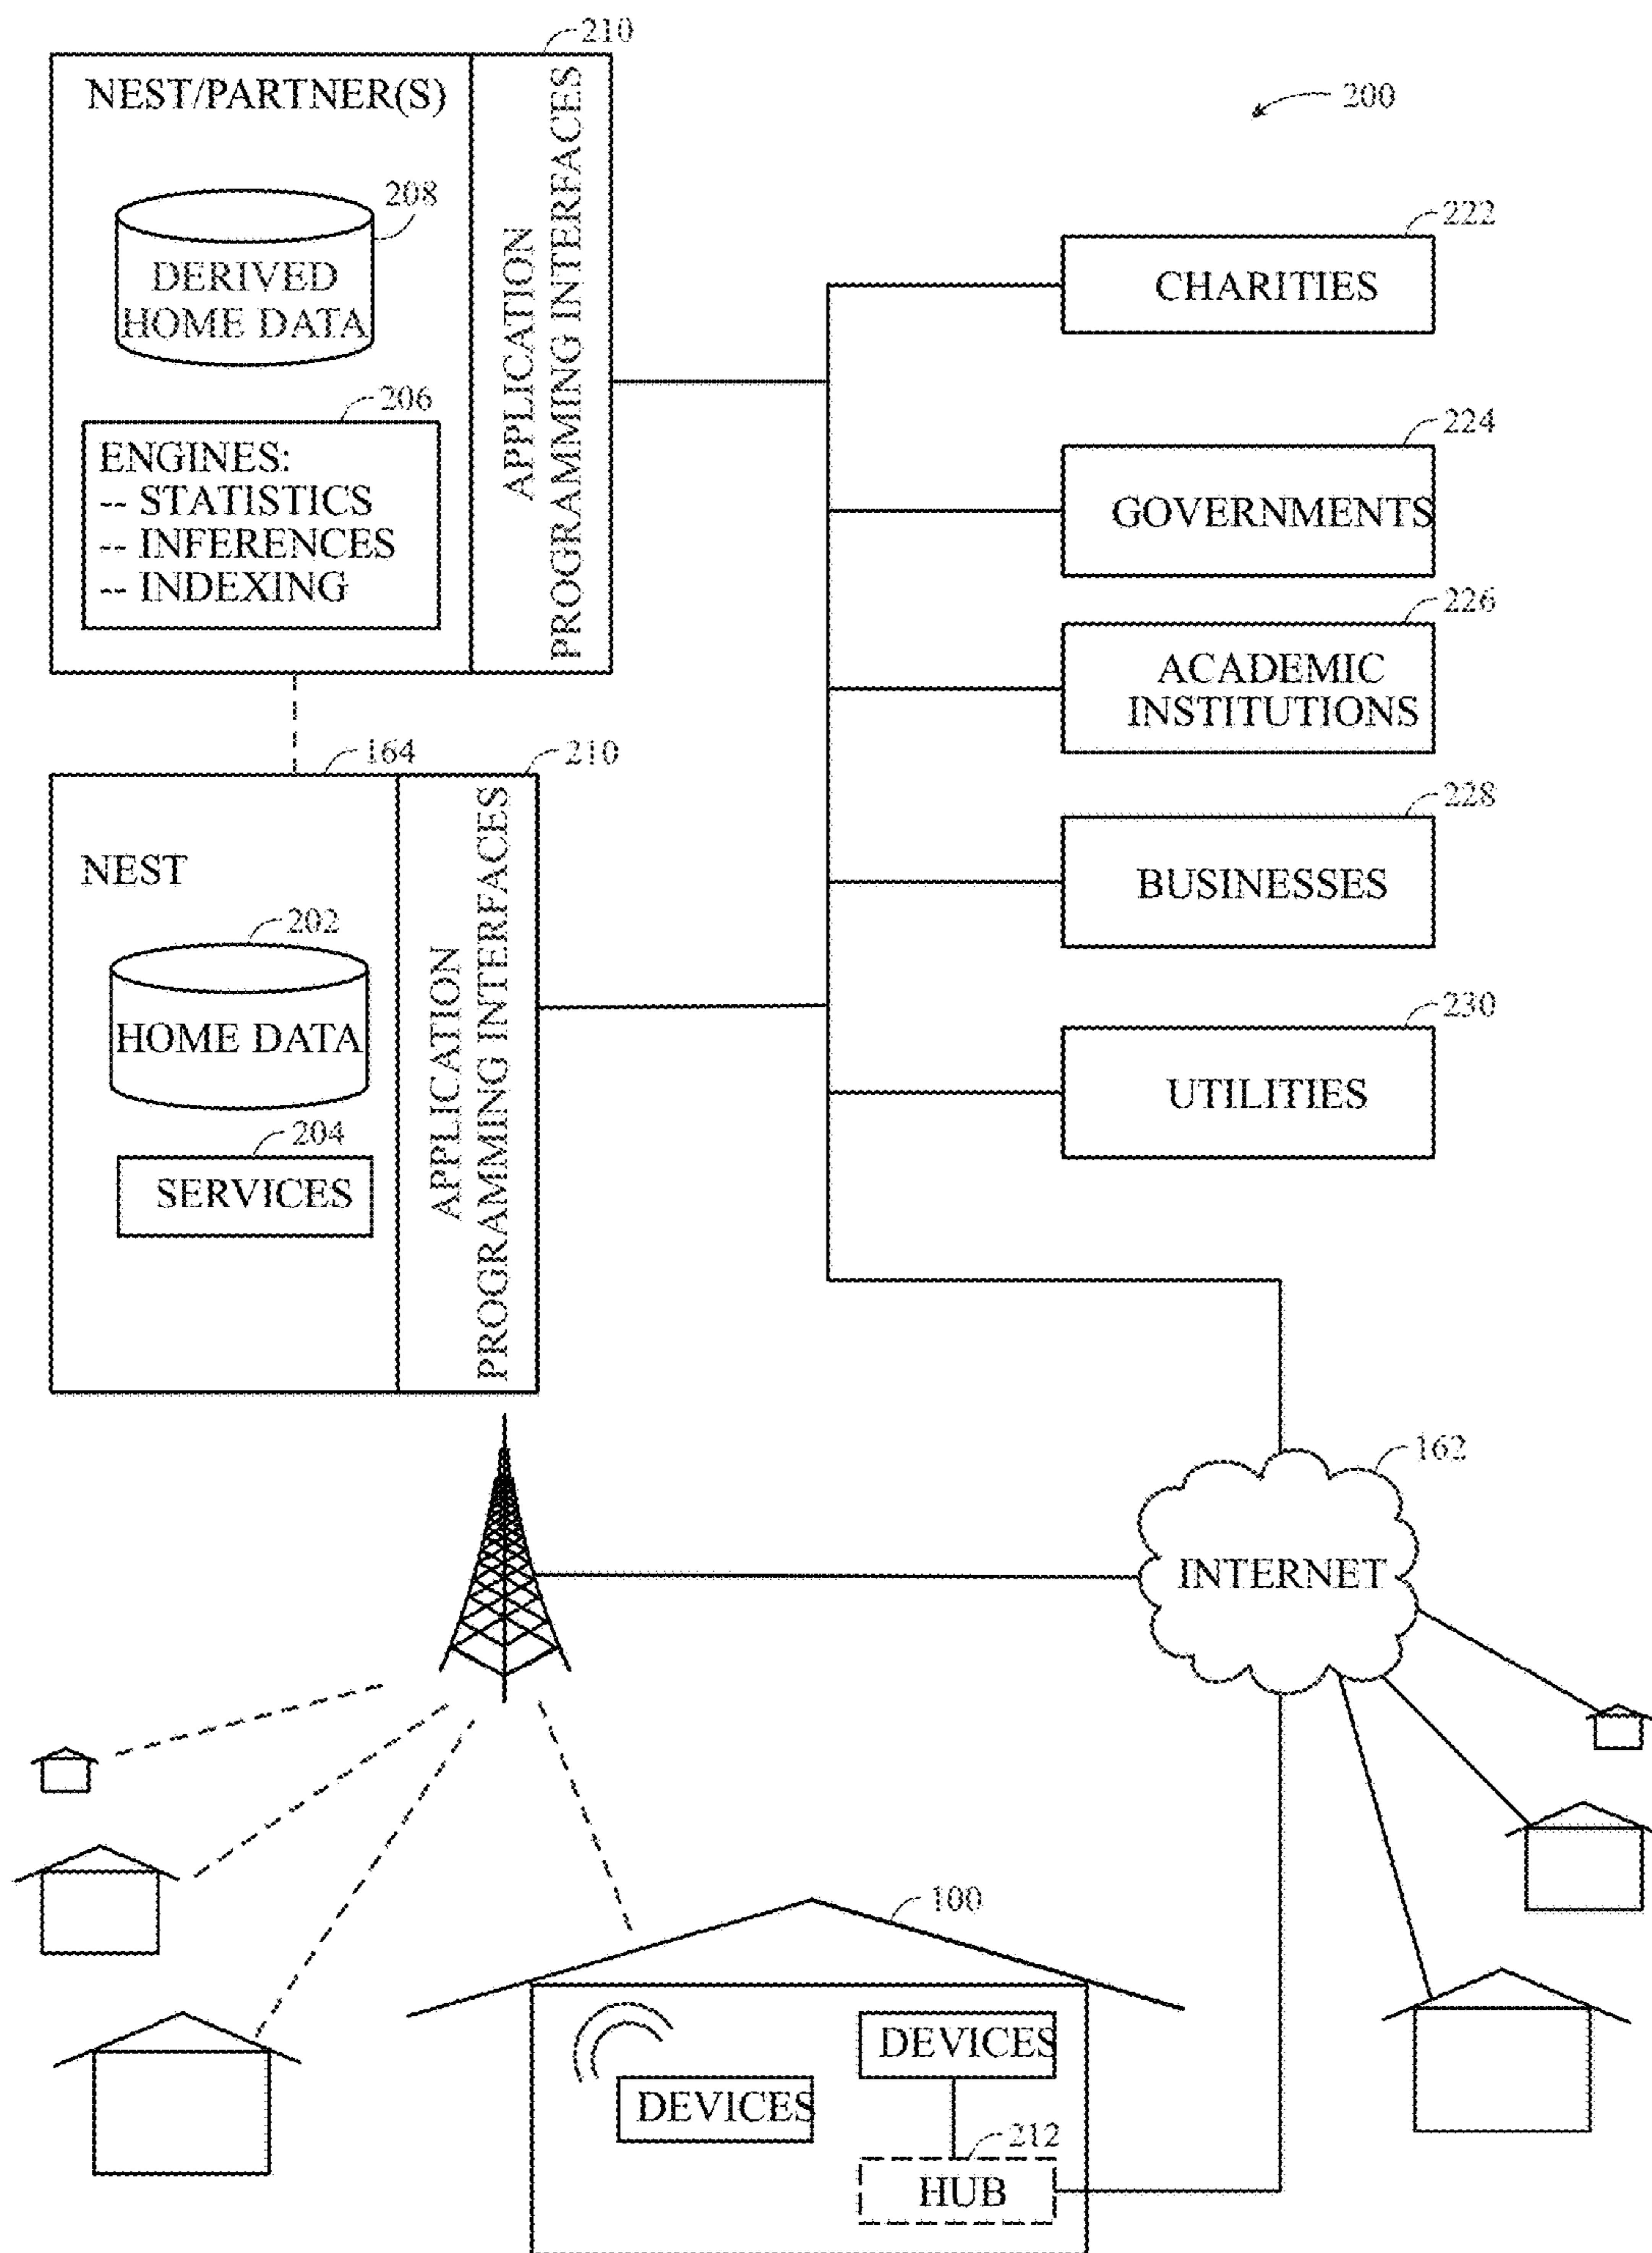 210
NEST/PARTNER(S)
APPLICATION
PROGRAMMING INTERFACES
200
208
DERIVED
HOME DATA
206
ENGINES:
-- STATISTICS
-- INFERENCES
-- INDEXING
222
CHARITIES
224
GOVERNMENTS
226
ACADEMIC
INSTITUTIONS
228
BUSINESSES
230
UTILITIES
164
210
NEST
APPLICATION
PROGRAMMING INTERFACES
202
HOME DATA
204
SERVICES
162
INTERNET
100
DEVICES
DEVICES
212
HUB